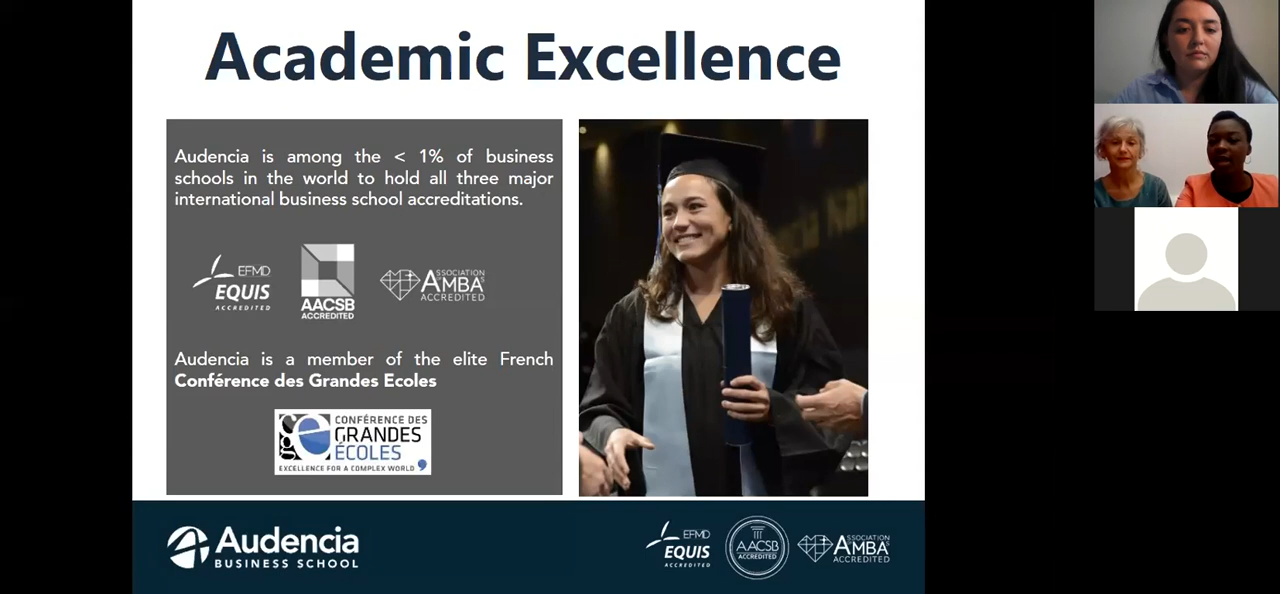 Academic Excellence
Audencia is among the < 1% of business
schools in the world to hold all three major
international business school accreditations.
EFMD
EQUIS
ACCREDITED
AACSB
ACCREDITED
ASSOCIATION
AMBA'S
ACCREDITED
Audencia is a member of the elite French
Conférence des Grandes Ecoles
cge
CONFÉRENCE DES
GRANDES
ÉCOLES
EXCELLENCE FOR A COMPLEX WORLD
Audencia
BUSINESS SCHOOL
EFMD
EQUIS
ACCREDITED
AACSB
ACCREDITED
ASSOCIATION
AMBA'S
ACCREDITED